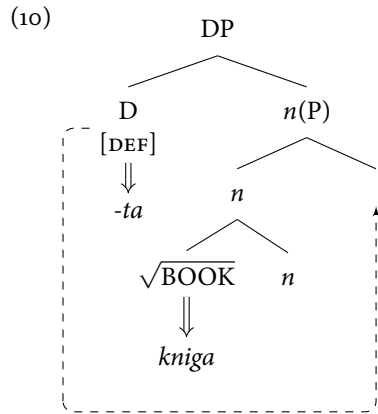 (10)
DP
D n(P)
[DEF]
⇓
-ta n
√BOOK n
⇓
kniga